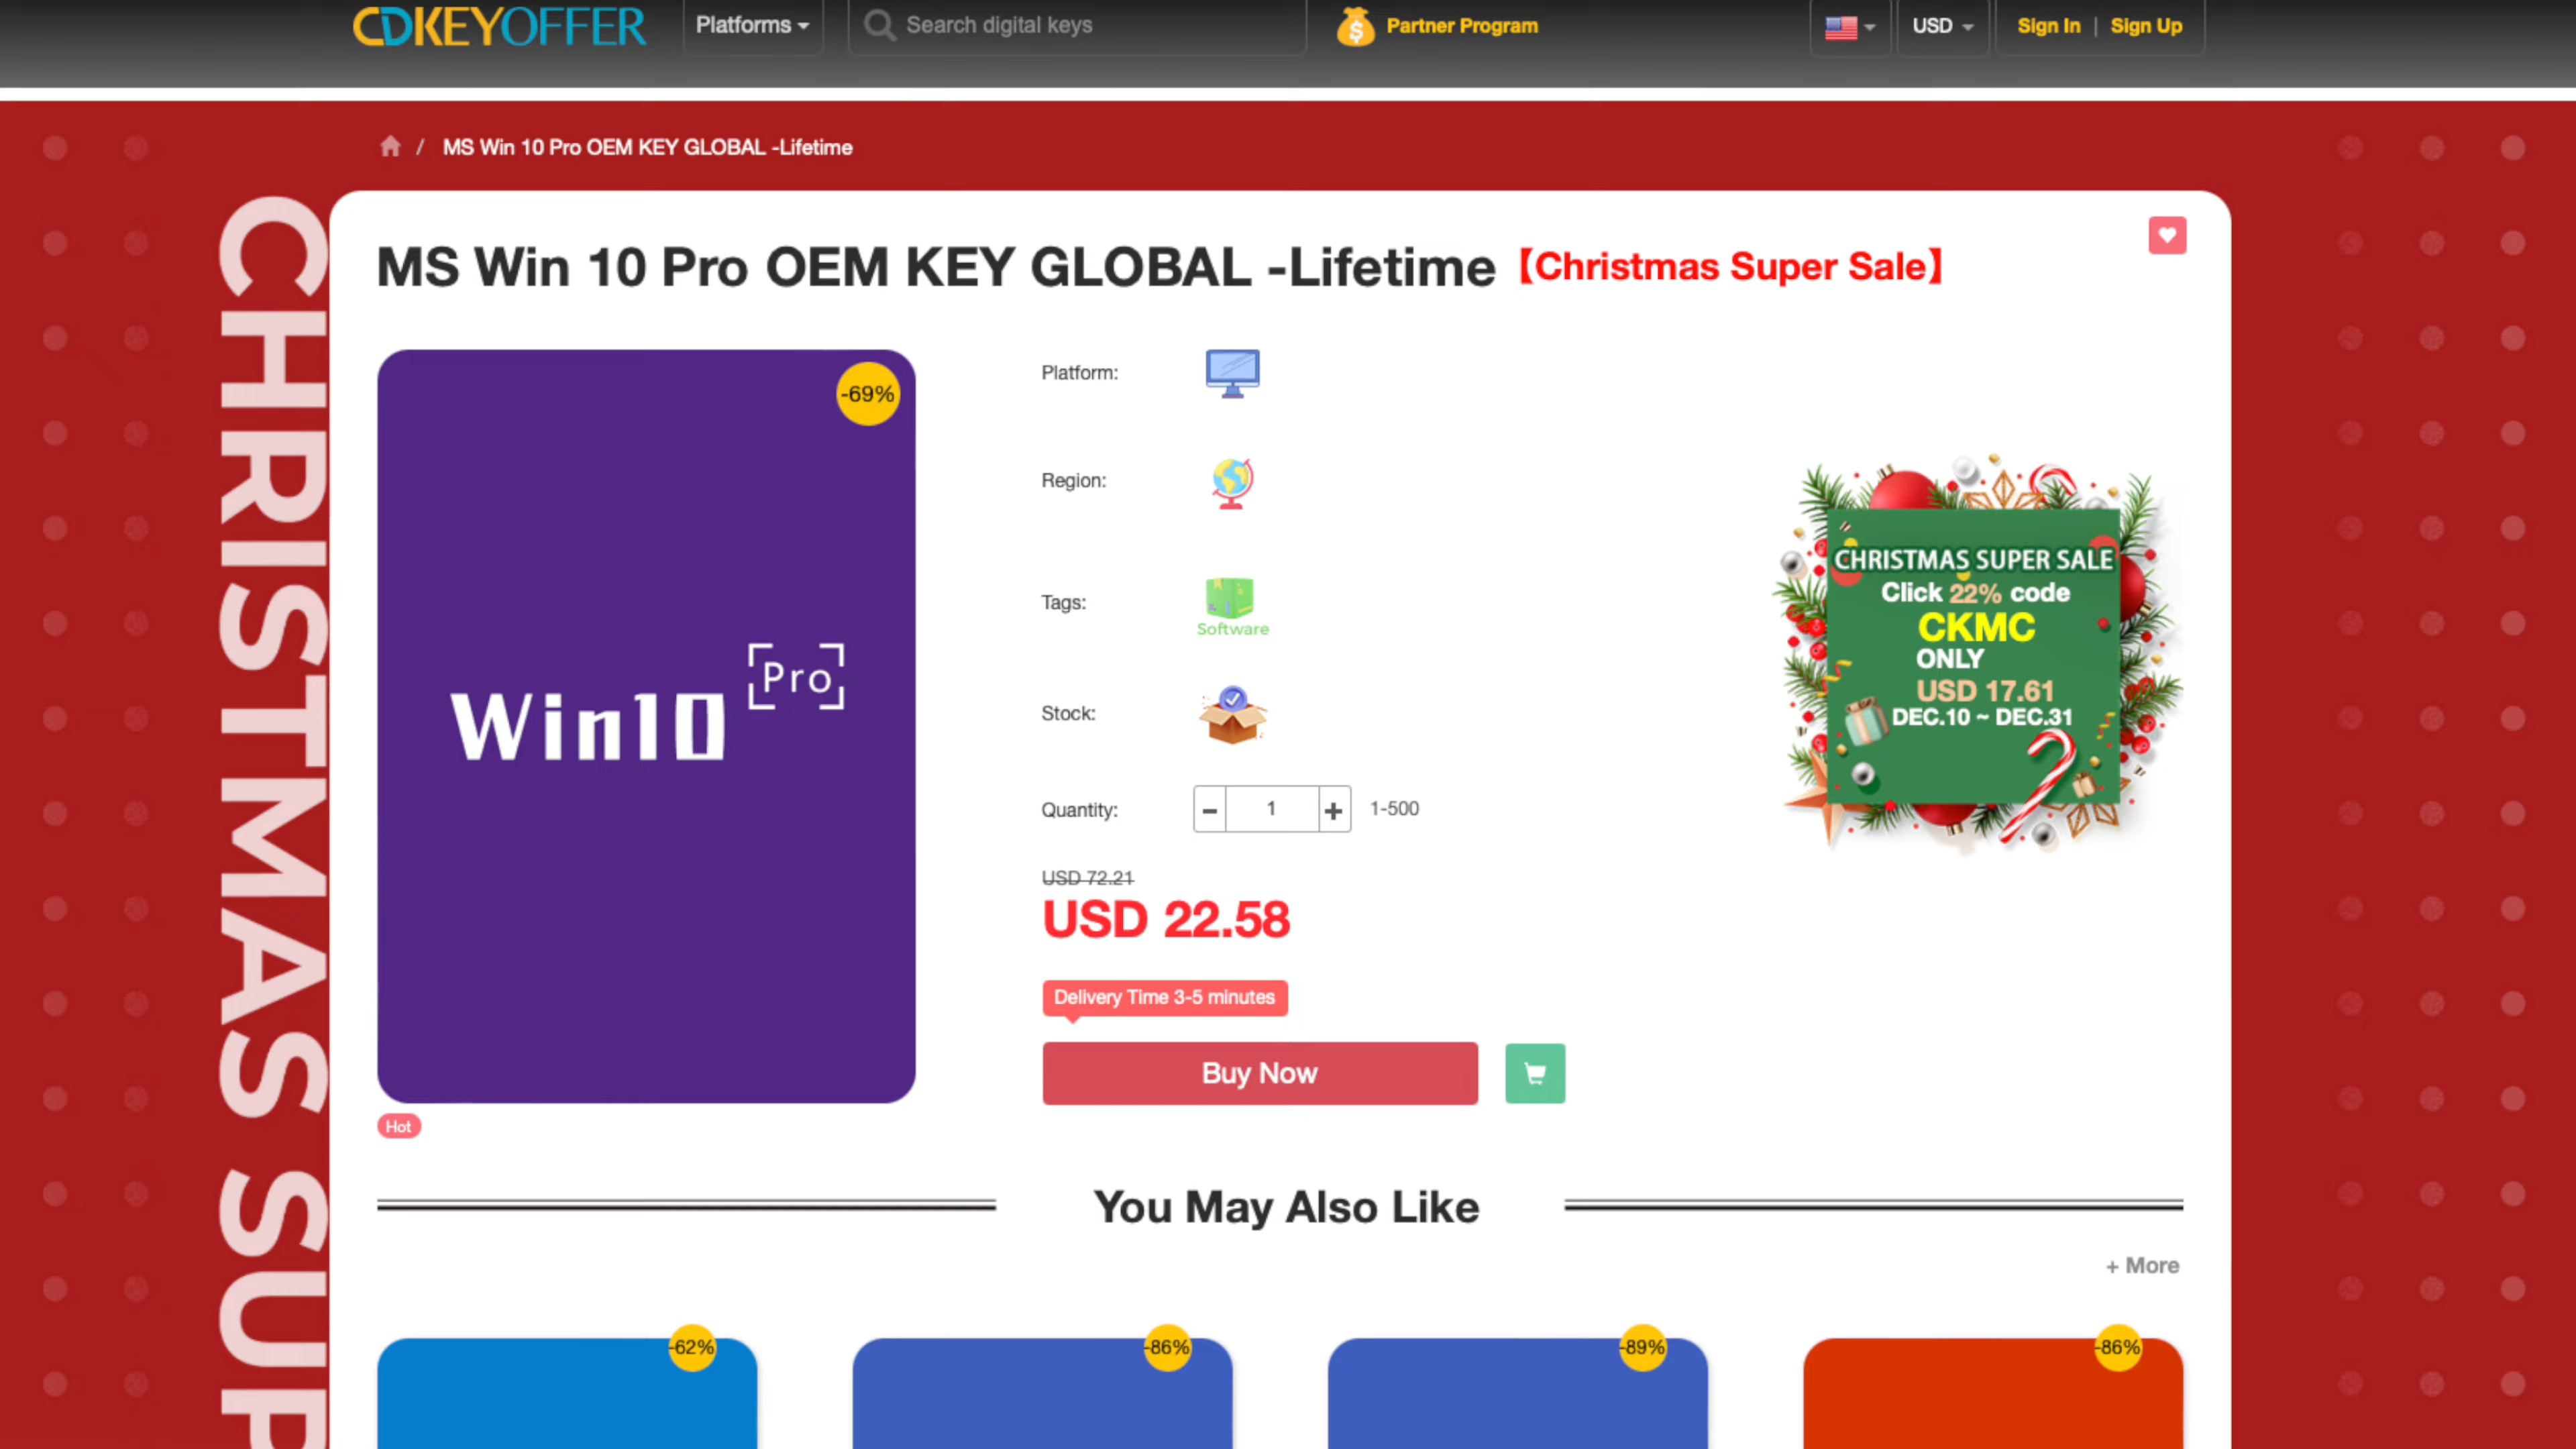 CDKEYOFFER
Platforms
Search digital keys
Partner Program
USD
Sign In | Sign Up
/ MS Win 10 Pro OEM KEY GLOBAL -Lifetime
CHRISTMAS SUP
MS Win 10 Pro OEM KEY GLOBAL -Lifetime 【Christmas Super Sale】
-69%
Win10 Pro
Hot
Platform:
Region:
Tags:
Software
Stock:
Quantity:
- 1 + 1-500
USD 72.21
USD 22.58
Delivery Time 3-5 minutes
Buy Now
CHRISTMAS SUPER SALE
Click 22% code
CKMC
ONLY
USD 17.61
DEC.10 ~ DEC.31
You May Also Like
+ More
-62%
-86%
-89%
-86%